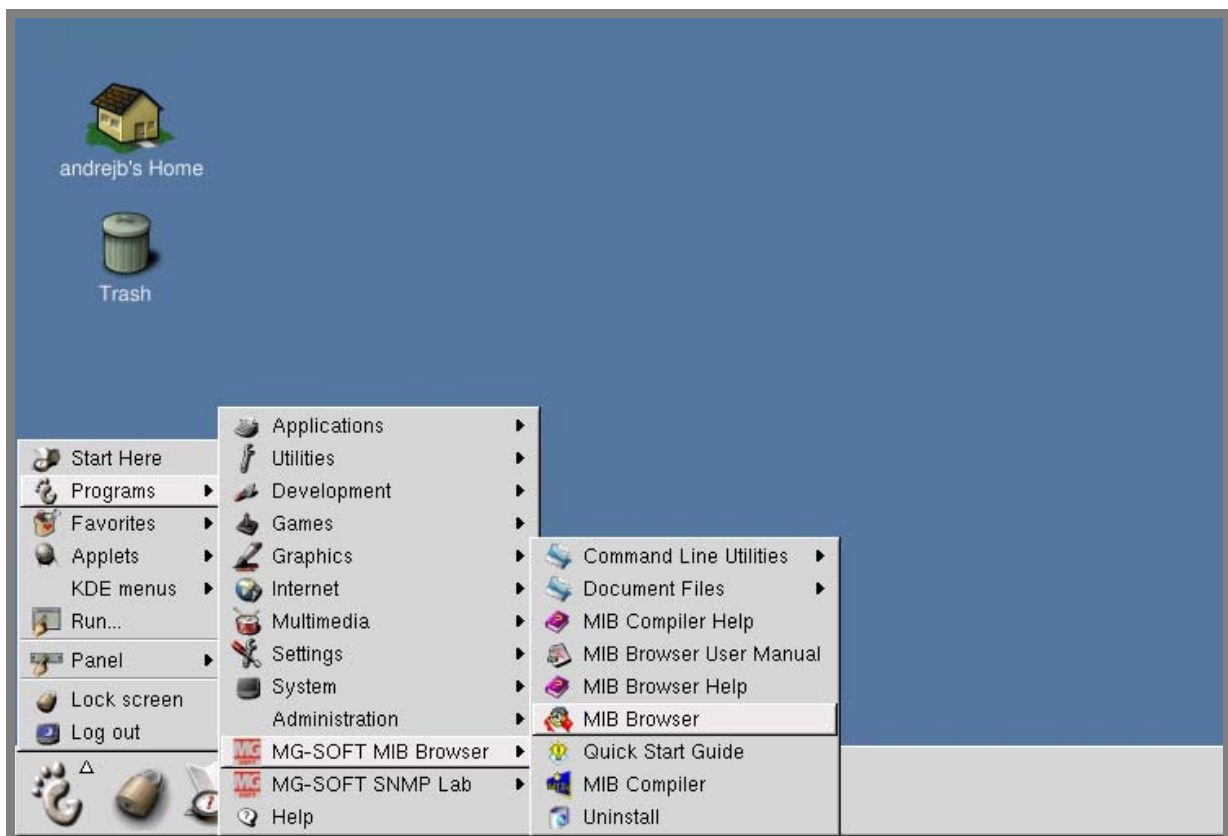 andrejb's Home
Trash
Start Here
Programs
Favorites
Applets
KDE menus
Run...
Panel
Lock screen
Log out
Applications
Utilities
Development
Games
Graphics
Internet
Multimedia
Settings
System
Administration
MG-SOFT MIB Browser
MG-SOFT SNMP Lab
Help
Command Line Utilities
Document Files
MIB Compiler Help
MIB Browser User Manual
MIB Browser Help
MIB Browser
Quick Start Guide
MIB Compiler
Uninstall